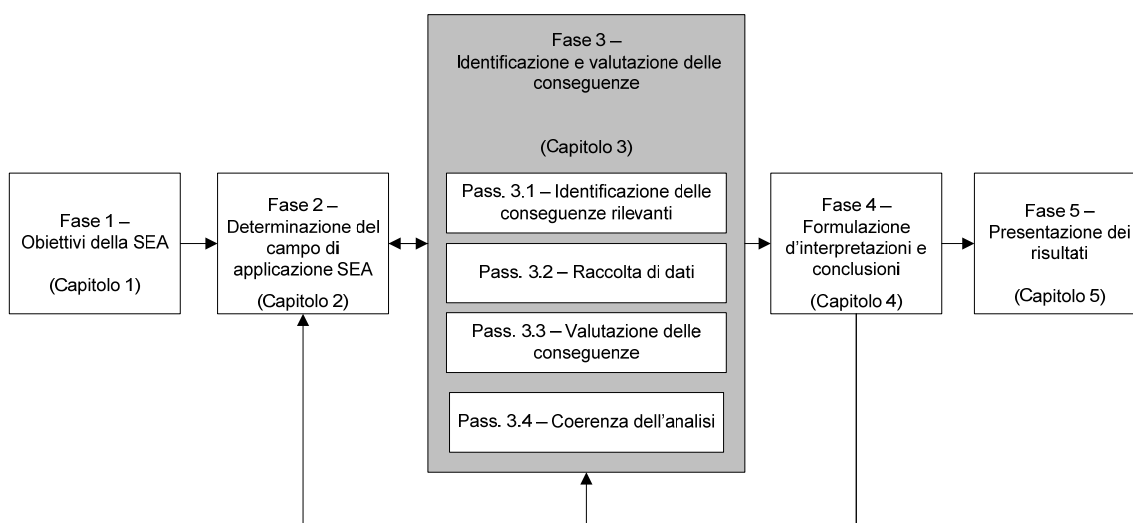 Fase 1 –
Obiettivi della SEA
(Capitolo 1)
Fase 2 –
Determinazione del
campo di
applicazione SEA
(Capitolo 2)
Fase 3 –
Identificazione e valutazione delle
conseguenze
(Capitolo 3)
Pass. 3.1 – Identificazione delle
conseguenze rilevanti
Pass. 3.2 – Raccolta di dati
Pass. 3.3 – Valutazione delle
conseguenze
Pass. 3.4 – Coerenza dell’analisi
Fase 4 –
Formulazione
d’interpretazioni e
conclusioni
(Capitolo 4)
Fase 5 –
Presentazione dei
risultati
(Capitolo 5)